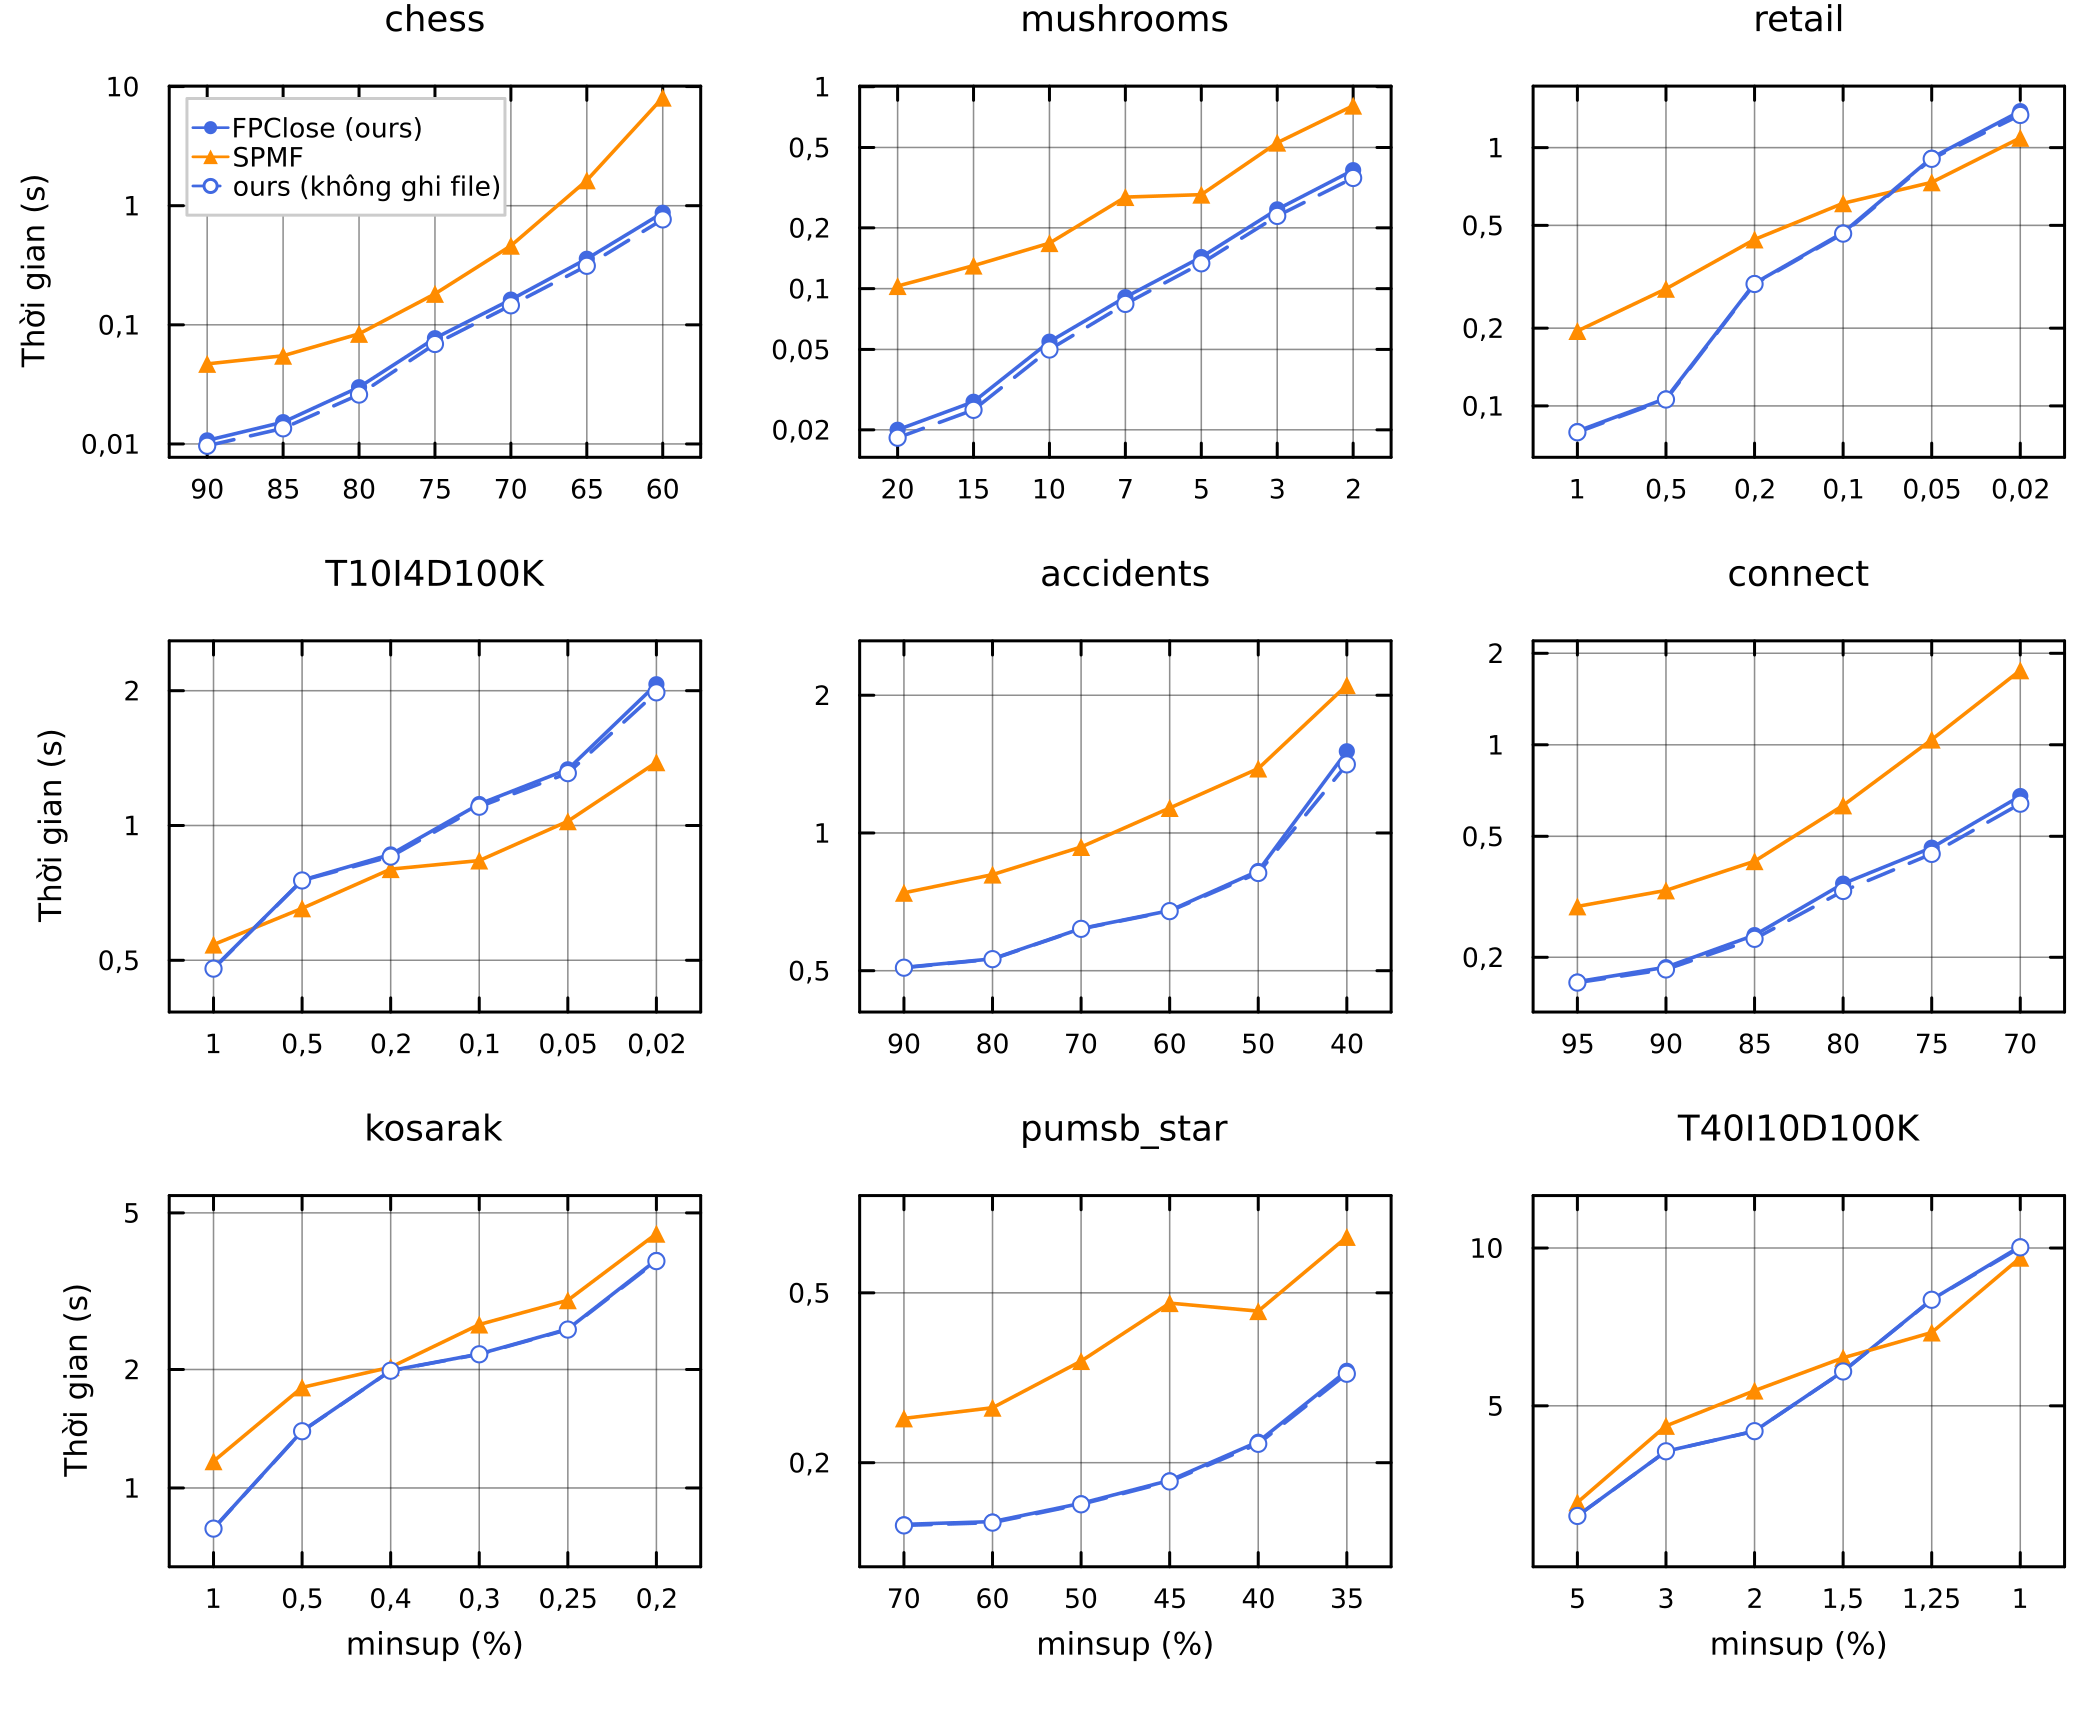 chess
mushrooms
retail
Thời gian (s)
10
1
0,1
0,01
FPClose (ours)
SPMF
ours (không ghi file)
90 85 80 75 70 65 60
1
0,5
0,2
0,1
0,05
0,02
20 15 10 7 5 3 2
1
0,5
0,2
0,1
1 0,5 0,2 0,1 0,05 0,02
T10I4D100K
accidents
connect
Thời gian (s)
2
1
0,5
1 0,5 0,2 0,1 0,05 0,02
2
1
0,5
90 80 70 60 50 40
2
1
0,5
0,2
95 90 85 80 75 70
kosarak
pumsb_star
T40I10D100K
Thời gian (s)
5
2
1
1 0,5 0,4 0,3 0,25 0,2
minsup (%)
0,5
0,2
70 60 50 45 40 35
minsup (%)
10
5
5 3 2 1,5 1,25 1
minsup (%)